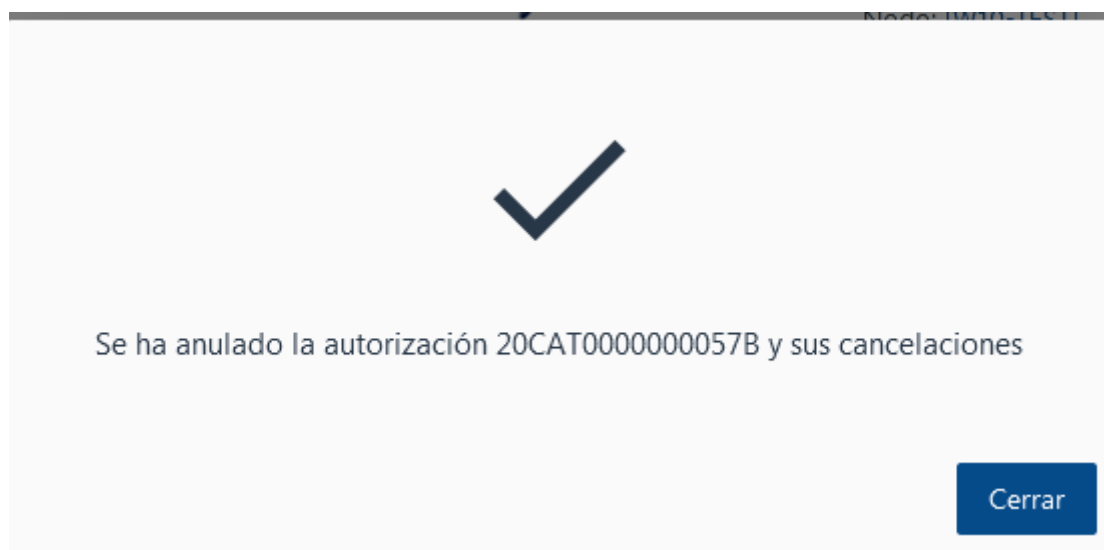 Se ha anulado la autorización 20CAT0000000057B y sus cancelaciones
Cerrar